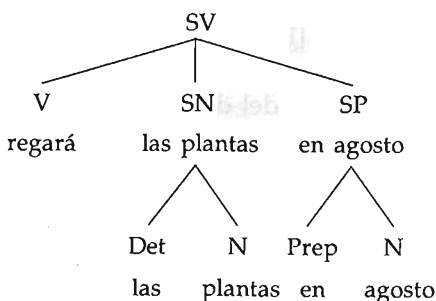 SV
V SN SP
regará las plantas en agosto
Det N Prep N
las plantas en agosto